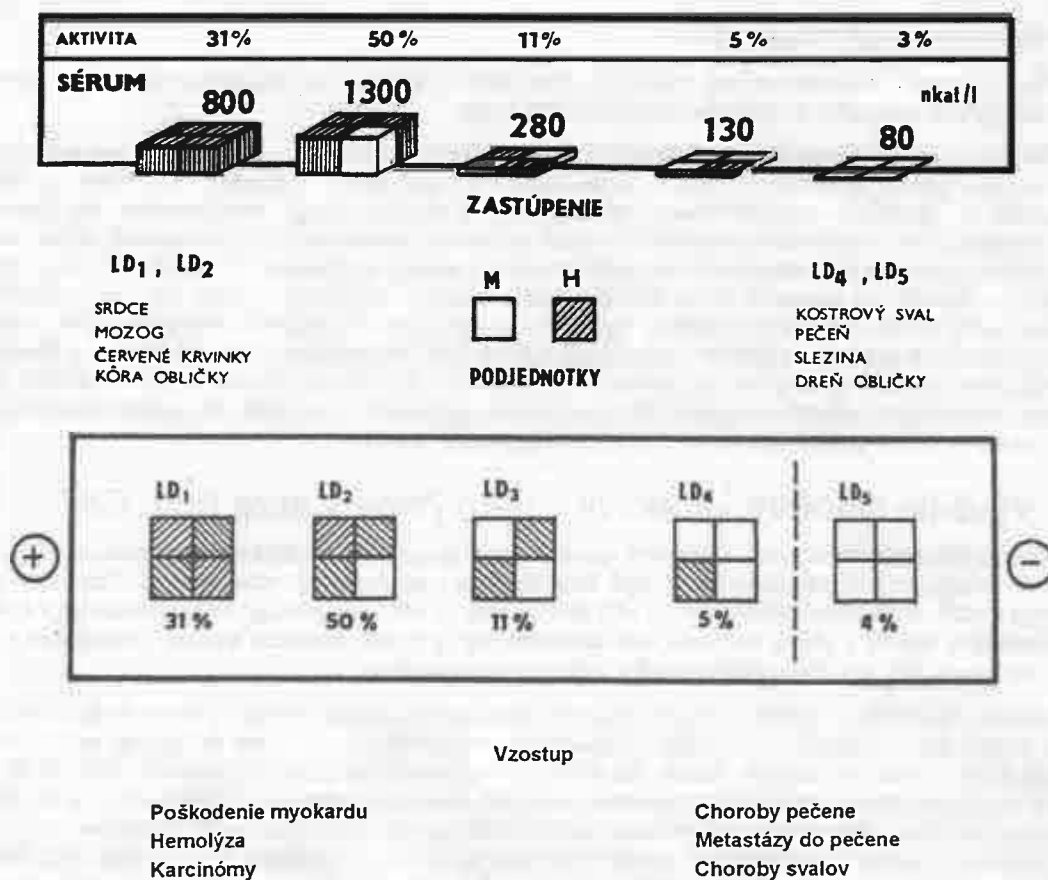 AKTIVITA 31% 50% 11% 5% 3%
SÉRUM 800 1300 280 130 80 nkat/l
ZASTÚPENIE
LD1, LD2
SRDCE
MOZOG
ČERVENÉ KRVINKY
KÔRA OBLIČKY
M H
PODJEDNOTKY
LD4, LD5
KOSTROVÝ SVAL
PEČEŇ
SLEZINA
DREŇ OBLIČKY
LD1 LD2 LD3 LD4 LD5
+ −
31% 50% 11% 5% 4%
Vzostup
Poškodenie myokardu
Hemolýza
Karcinómy
Choroby pečene
Metastázy do pečene
Choroby svalov